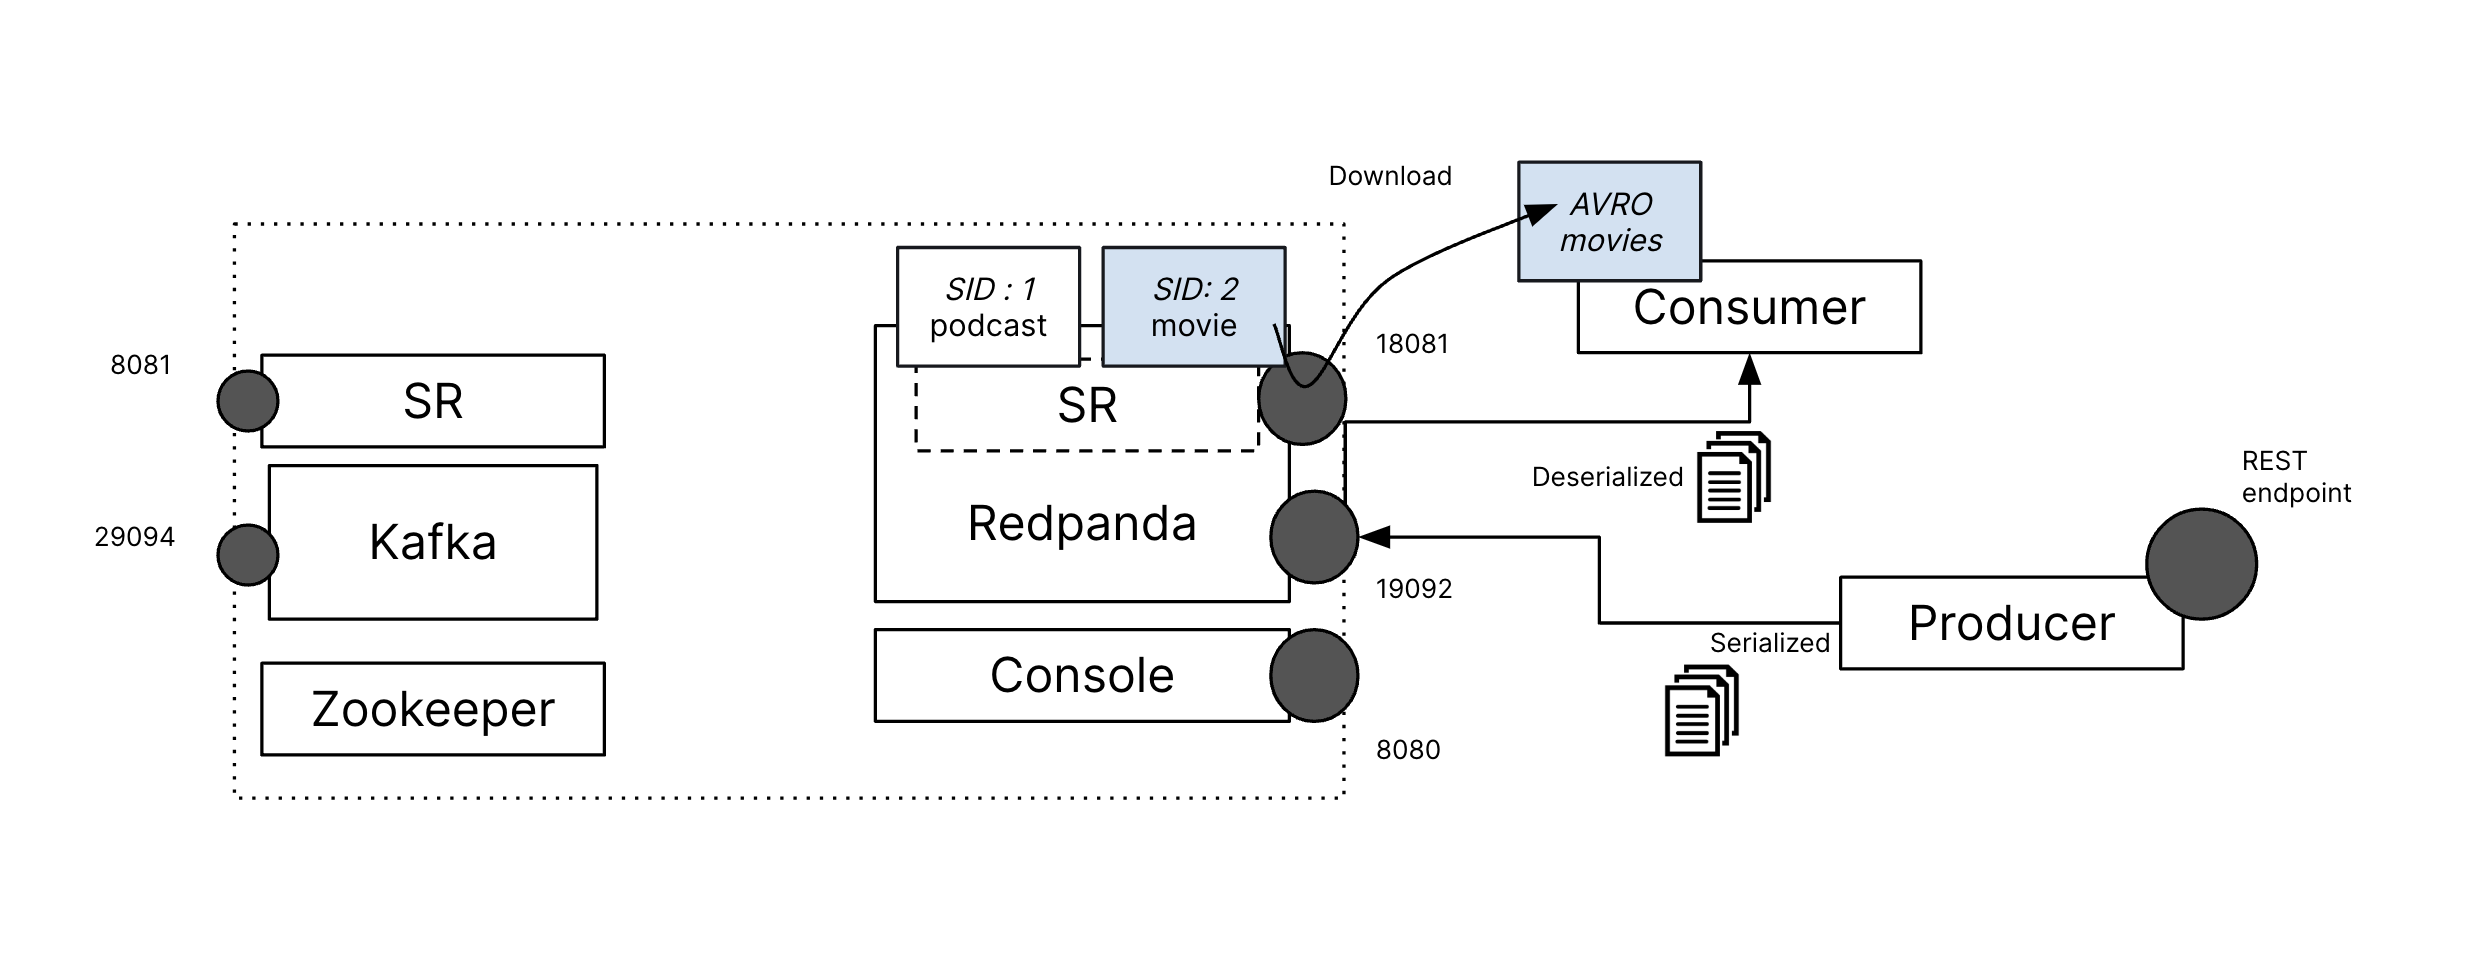 Download
AVRO
movies
SID : 1
podcast
SID: 2
movie
Consumer
18081
8081
SR
SR
REST
endpoint
Deserialized
29094
Kafka
Redpanda
19092
Producer
Serialized
Console
Zookeeper
8080